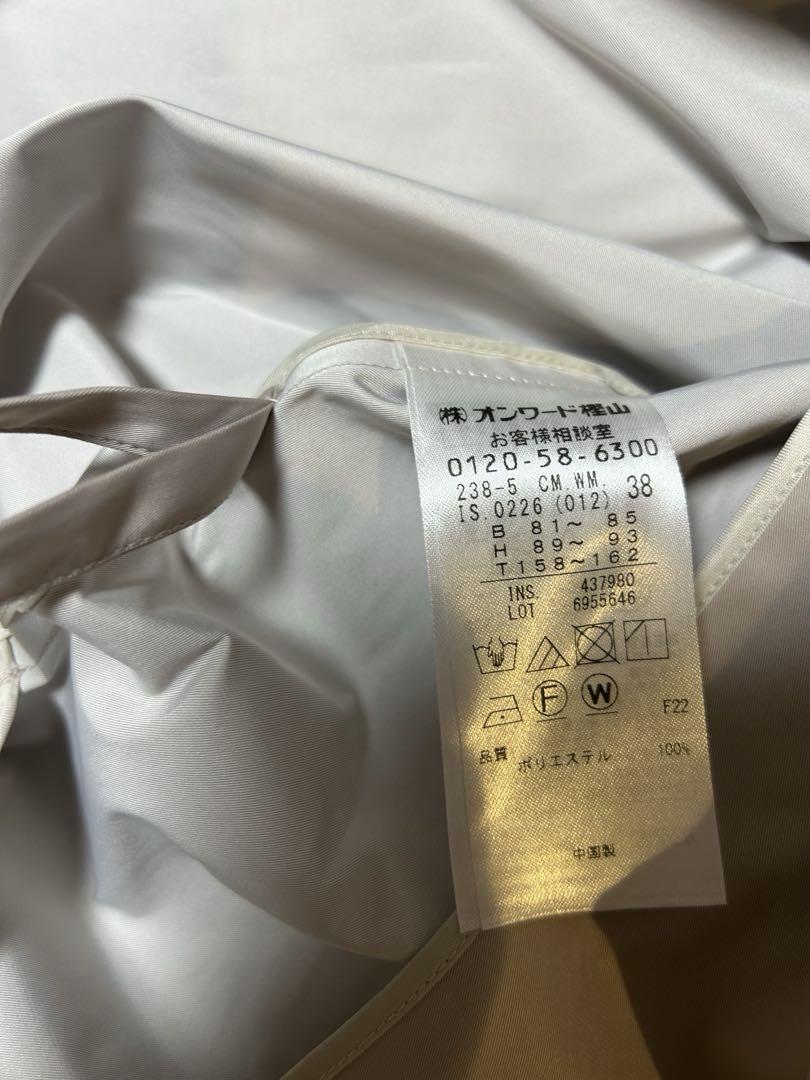 (株)オンワード樫山
お客様相談室
0120-58-6300
238-5 CM.WM. 38
IS.0226 (012)
B 81～ 85
H 89～ 93
T158～162
INS. 437980
LOT 6955646
F W
F22
品質 ポリエステル 100%
中国製